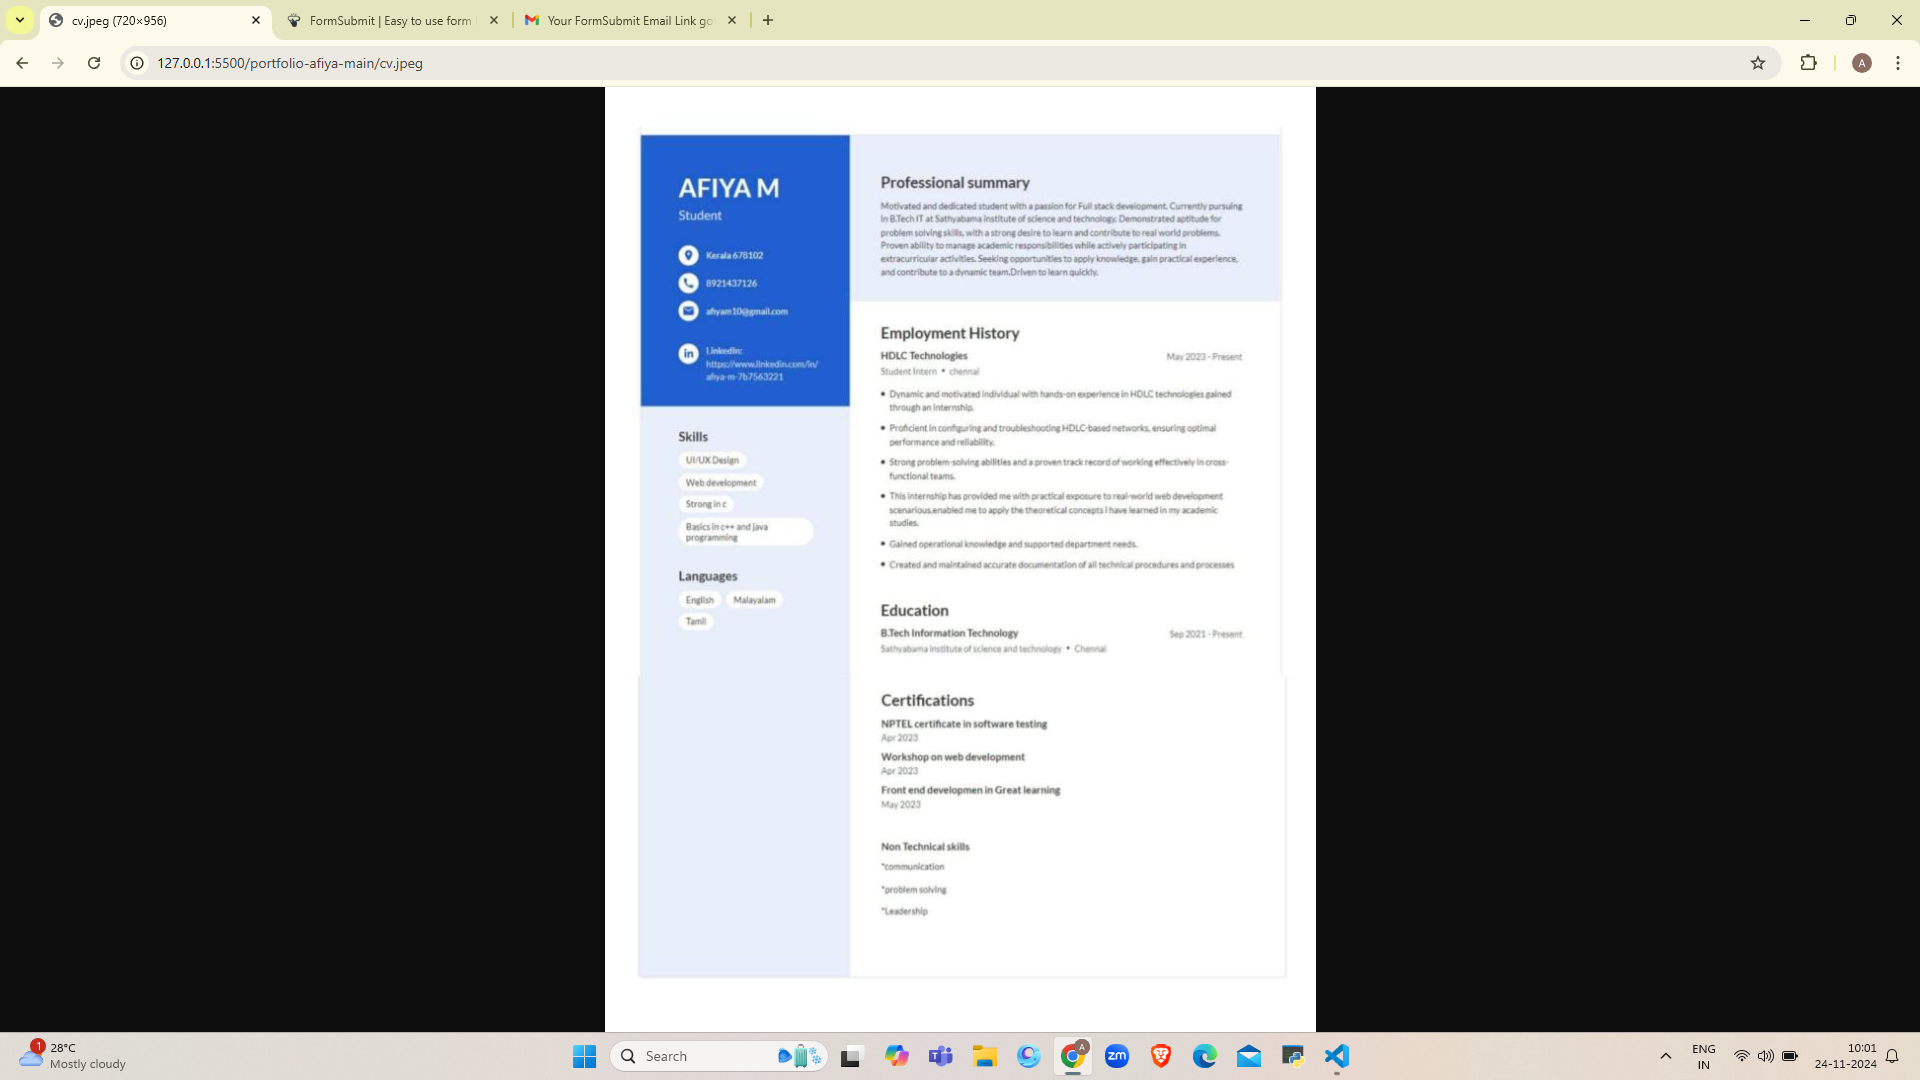 cv.jpeg (720×956)
FormSubmit | Easy to use form
Your FormSubmit Email Link go
127.0.0.1:5500/portfolio-afiya-main/cv.jpeg
A
AFIYA M
Student
Kerala 678102
8921437126
afiyam10@gmail.com
in
LinkedIn:
https://www.linkedin.com/in/
afiya-m-7b7563221
Skills
UI/UX Design
Web development
Strong in c
Basics in c++ and java
programming
Languages
English Malayalam
Tamil
Professional summary
Motivated and dedicated student with a passion for Full stack development. Currently pursuing
in B.Tech IT at Sathyabama institute of science and technology. Demonstrated aptitude for
problem solving skills, with a strong desire to learn and contribute to real world problems.
Proven ability to manage academic responsibilities while actively participating in
extracurricular activities. Seeking opportunities to apply knowledge, gain practical experience,
and contribute to a dynamic team.Driven to learn quickly.
Employment History
HDLC Technologies May 2023 - Present
Student Intern • chennai
• Dynamic and motivated individual with hands-on experience in HDLC technologies gained
through an internship.
• Proficient in configuring and troubleshooting HDLC-based networks, ensuring optimal
performance and reliability.
• Strong problem-solving abilities and a proven track record of working effectively in cross-
functional teams.
• This internship has provided me with practical exposure to real-world web development
scenarious,enabled me to apply the theoretical concepts i have learned in my academic
studies.
• Gained operational knowledge and supported department needs.
• Created and maintained accurate documentation of all technical procedures and processes
Education
B.Tech Information Technology Sep 2021 - Present
Sathyabama institute of science and technology • Chennai
Certifications
NPTEL certificate in software testing
Apr 2023
Workshop on web development
Apr 2023
Front end developmen in Great learning
May 2023
Non Technical skills
*communication
*problem solving
*Leadership
1
28°C
Mostly cloudy
Search
A
zm
ENG
IN
10:01
24-11-2024